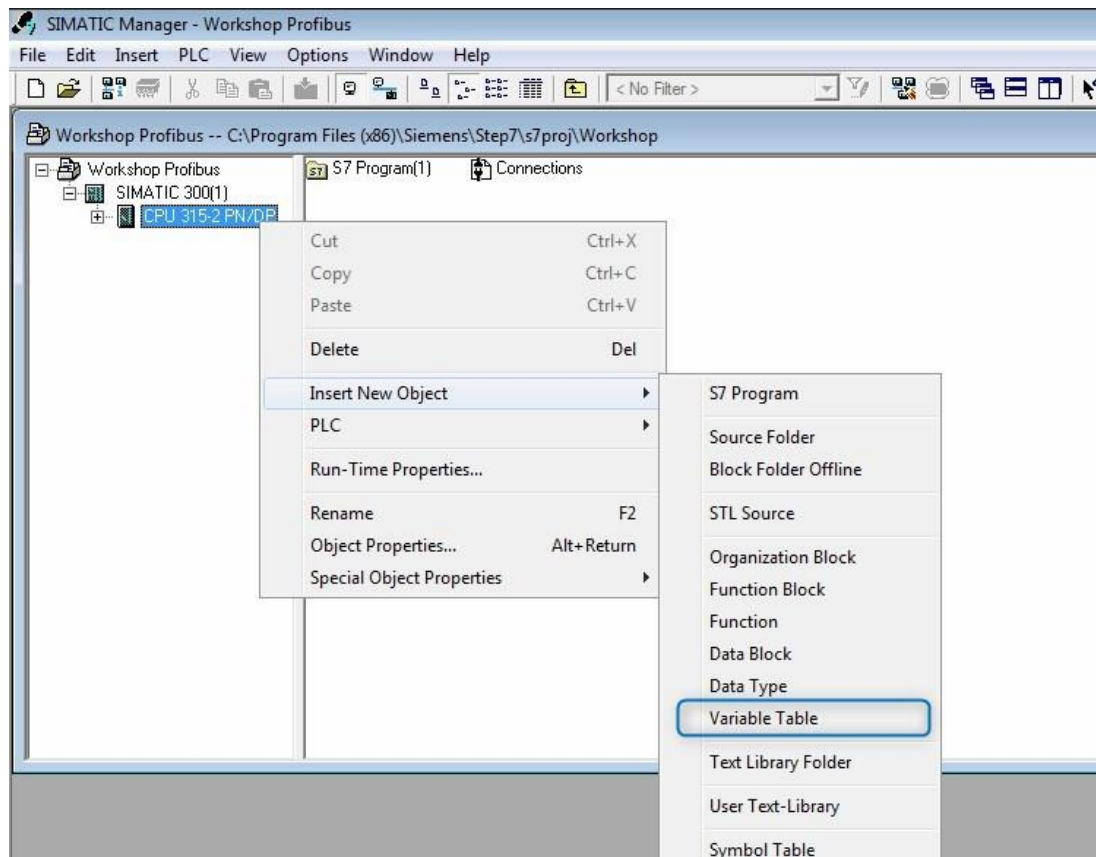 SIMATIC Manager - Workshop Profibus
File Edit Insert PLC View Options Window Help
< No Filter >
Workshop Profibus -- C:\Program Files (x86)\Siemens\Step7\s7proj\Workshop
Workshop Profibus
SIMATIC 300(1)
CPU 315-2 PN/DP
S7 Program(1) Connections
Cut Ctrl+X
Copy Ctrl+C
Paste Ctrl+V
Delete Del
Insert New Object
PLC
Run-Time Properties...
Rename F2
Object Properties... Alt+Return
Special Object Properties
S7 Program
Source Folder
Block Folder Offline
STL Source
Organization Block
Function Block
Function
Data Block
Data Type
Variable Table
Text Library Folder
User Text-Library
Symbol Table